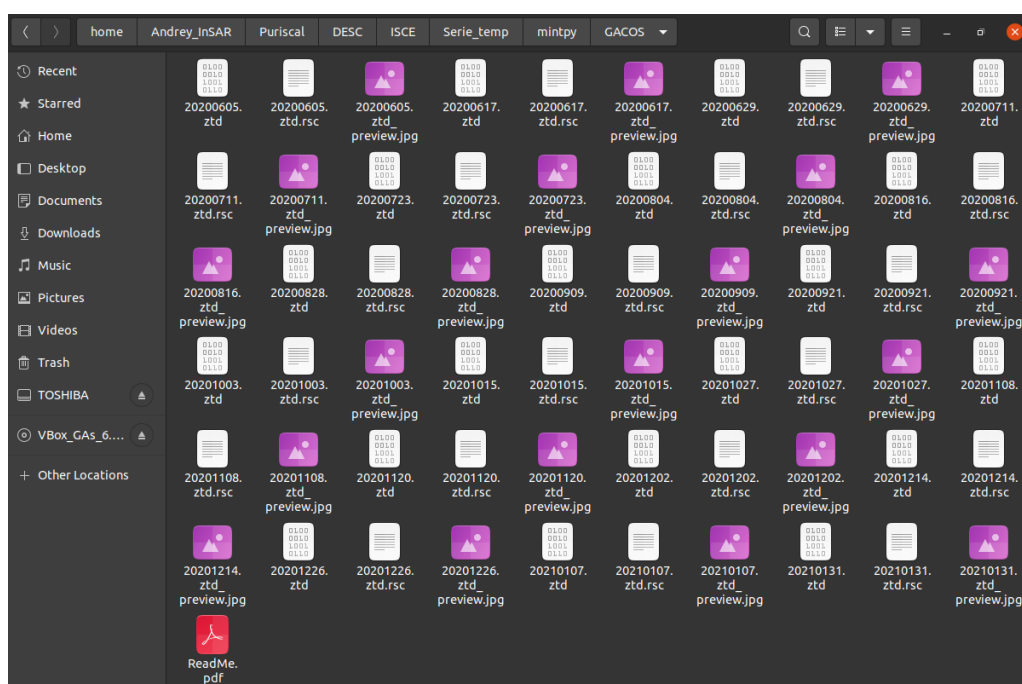 home Andrey_InSAR Puriscal DESC ISCE Serie_temp mintpy GACOS
Recent
Starred
Home
Desktop
Documents
Downloads
Music
Pictures
Videos
Trash
TOSHIBA
VBox_GAs_6....
Other Locations
20200605. 20200605. 20200605. 20200617. 20200617. 20200617. 20200629. 20200629. 20200629. 20200711.
ztd ztd.rsc ztd_ ztd ztd.rsc ztd_ ztd ztd.rsc ztd_ ztd
preview.jpg preview.jpg preview.jpg
20200711. 20200711. 20200723. 20200723. 20200723. 20200804. 20200804. 20200804. 20200816. 20200816.
ztd.rsc ztd_ ztd ztd.rsc ztd_ ztd ztd.rsc ztd_ ztd ztd.rsc
preview.jpg preview.jpg preview.jpg
20200816. 20200828. 20200828. 20200828. 20200909. 20200909. 20200909. 20200921. 20200921. 20200921.
ztd_ ztd ztd.rsc ztd_ ztd ztd.rsc ztd_ ztd ztd.rsc ztd_
preview.jpg preview.jpg preview.jpg preview.jpg
20201003. 20201003. 20201003. 20201015. 20201015. 20201015. 20201027. 20201027. 20201027. 20201108.
ztd ztd.rsc ztd_ ztd ztd.rsc ztd_ ztd ztd.rsc ztd_ ztd
preview.jpg preview.jpg preview.jpg
20201108. 20201108. 20201120. 20201120. 20201120. 20201202. 20201202. 20201202. 20201214. 20201214.
ztd.rsc ztd_ ztd ztd.rsc ztd_ ztd ztd.rsc ztd_ ztd ztd.rsc
preview.jpg preview.jpg preview.jpg
20201214. 20201226. 20201226. 20201226. 20210107. 20210107. 20210107. 20210131. 20210131. 20210131.
ztd_ ztd ztd.rsc ztd_ ztd ztd.rsc ztd_ ztd ztd.rsc ztd_
preview.jpg preview.jpg preview.jpg preview.jpg
ReadMe.
pdf